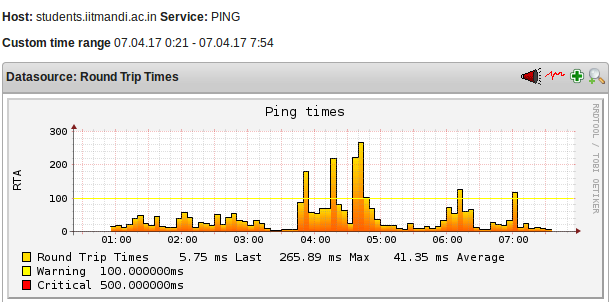 Host: students.iitmandi.ac.in Service: PING
Custom time range 07.04.17 0:21 - 07.04.17 7:54
Datasource: Round Trip Times
Ping times
RRDTOOL / TOBI OETIKER
300
200
100
0
RTA
01:00 02:00 03:00 04:00 05:00 06:00 07:00
Round Trip Times 5.75 ms Last 265.89 ms Max 41.35 ms Average
Warning 100.000000ms
Critical 500.000000ms